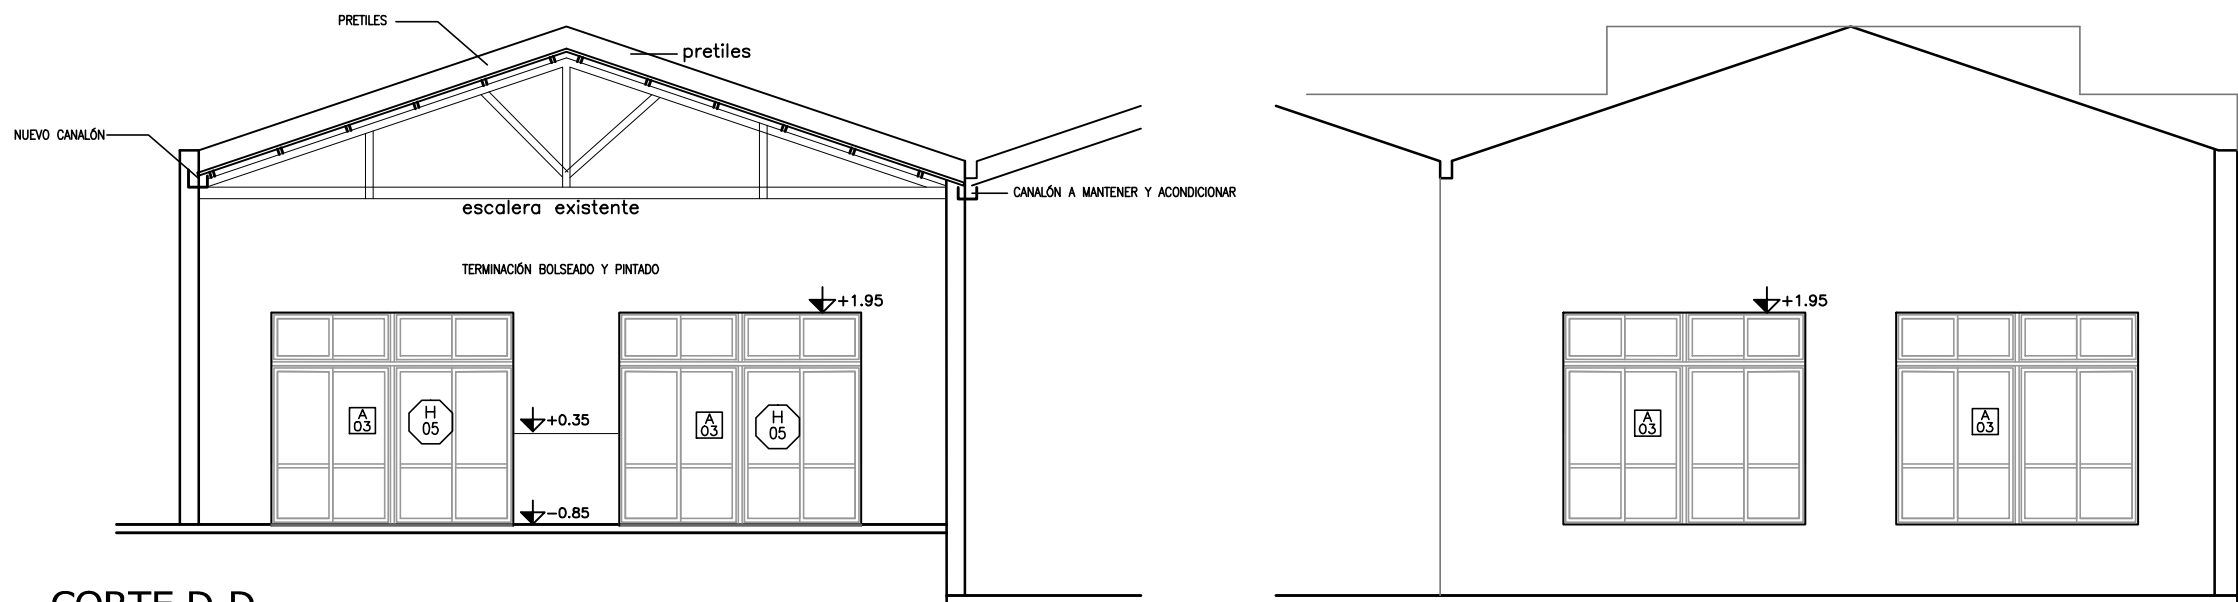 PRETILES
pretiles
NUEVO CANALÓN
CANALÓN A MANTENER Y ACONDICIONAR
escalera existente
TERMINACIÓN BOLSEADO Y PINTADO
+1.95
+1.95
A
03
H
05
+0.35
A
03
H
05
A
03
A
03
-0.85
CORTE D-D